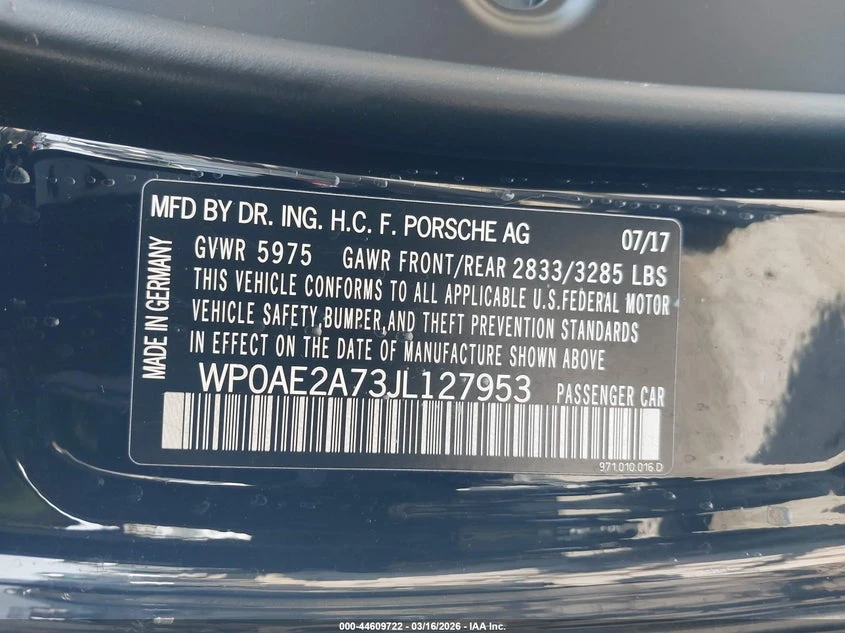 MFD BY DR. ING. H.C. F. PORSCHE AG 07/17
GVWR 5975 GAWR FRONT/REAR 2833/3285 LBS
THIS VEHICLE CONFORMS TO ALL APPLICABLE U.S.FEDERAL MOTOR
VEHICLE SAFETY,BUMPER,AND THEFT PREVENTION STANDARDS
IN EFFECT ON THE DATE OF MANUFACTURE SHOWN ABOVE
WP0AE2A73JL127953 PASSENGER CAR
971.010.016 D
MADE IN GERMANY
000-44609722 - 03/16/2026 - IAA Inc.